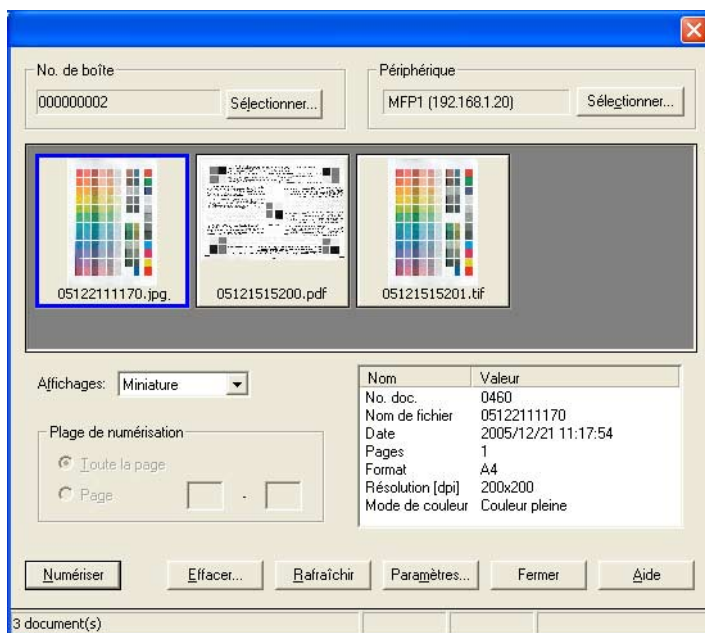 No. de boîte
Périphérique
000000002
Sélectionner...
MFP1 (192.168.1.20)
Sélectionner...
05122111170.jpg
05121515200.pdf
05121515201.tif
Affichages: Miniature
Nom Valeur
No. doc. 0460
Nom de fichier 05122111170
Date 2005/12/21 11:17:54
Pages 1
Format A4
Résolution [dpi] 200x200
Mode de couleur Couleur pleine
Plage de numérisation
Toute la page
Page -
Numériser Effacer... Rafraîchir Paramètres... Fermer Aide
3 document(s)